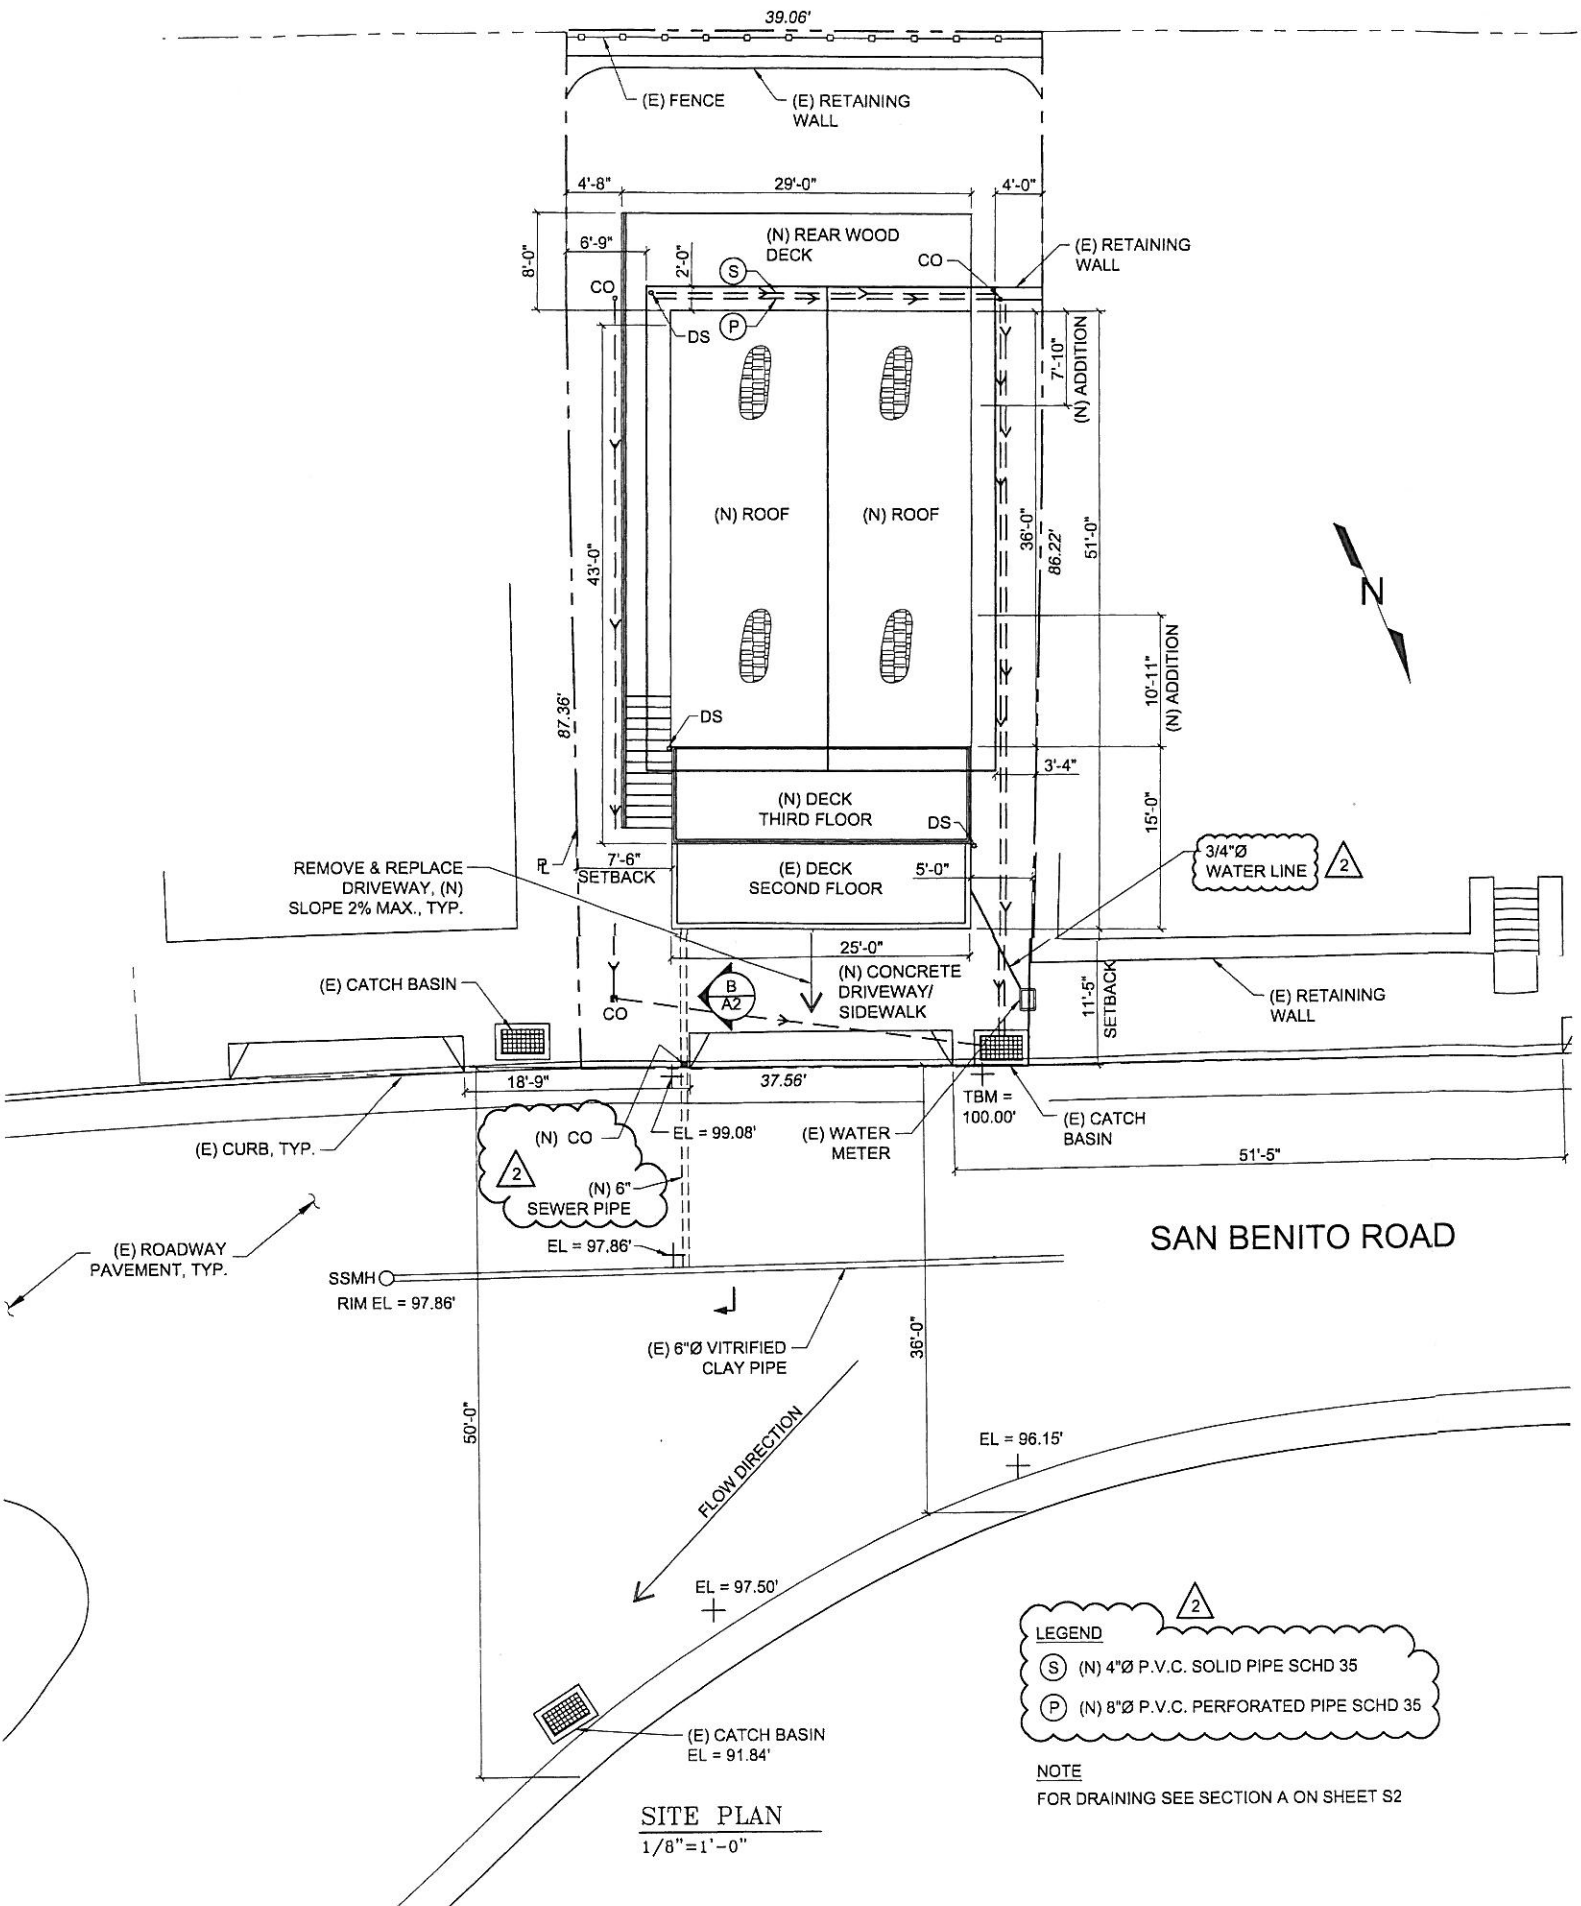 39.06'
(E) FENCE
(E) RETAINING
WALL
4'-8"
29'-0"
4'-0"
8'-0"
6'-9"
2'-0"
(N) REAR WOOD
DECK
CO
(E) RETAINING
WALL
CO
S
P
DS
7'-10"
(N) ADDITION
43'-0"
(N) ROOF
(N) ROOF
36'-0"
86.22'
51'-0"
N
87.36'
DS
10'-11"
(N) ADDITION
3'-4"
(N) DECK
THIRD FLOOR
DS
15'-0"
3/4"Ø
WATER LINE
2
REMOVE & REPLACE
DRIVEWAY, (N)
SLOPE 2% MAX., TYP.
PL
7'-6"
SETBACK
(E) DECK
SECOND FLOOR
5'-0"
25'-0"
(E) CATCH BASIN
B
A2
CO
(N) CONCRETE
DRIVEWAY/
SIDEWALK
11'-5"
SETBACK
(E) RETAINING
WALL
18'-9"
37.56'
TBM =
100.00'
(E) CURB, TYP.
(N) CO
EL = 99.08'
(E) WATER
METER
(E) CATCH
BASIN
51'-5"
2
(N) 6"
SEWER PIPE
(E) ROADWAY
PAVEMENT, TYP.
EL = 97.86'
SAN BENITO ROAD
SSMH
RIM EL = 97.86'
(E) 6"Ø VITRIFIED
CLAY PIPE
36'-0"
50'-0"
FLOW DIRECTION
EL = 96.15'
EL = 97.50'
2
LEGEND
S (N) 4"Ø P.V.C. SOLID PIPE SCHD 35
P (N) 8"Ø P.V.C. PERFORATED PIPE SCHD 35
(E) CATCH BASIN
EL = 91.84'
NOTE
FOR DRAINING SEE SECTION A ON SHEET S2
SITE PLAN
1/8"=1'-0"